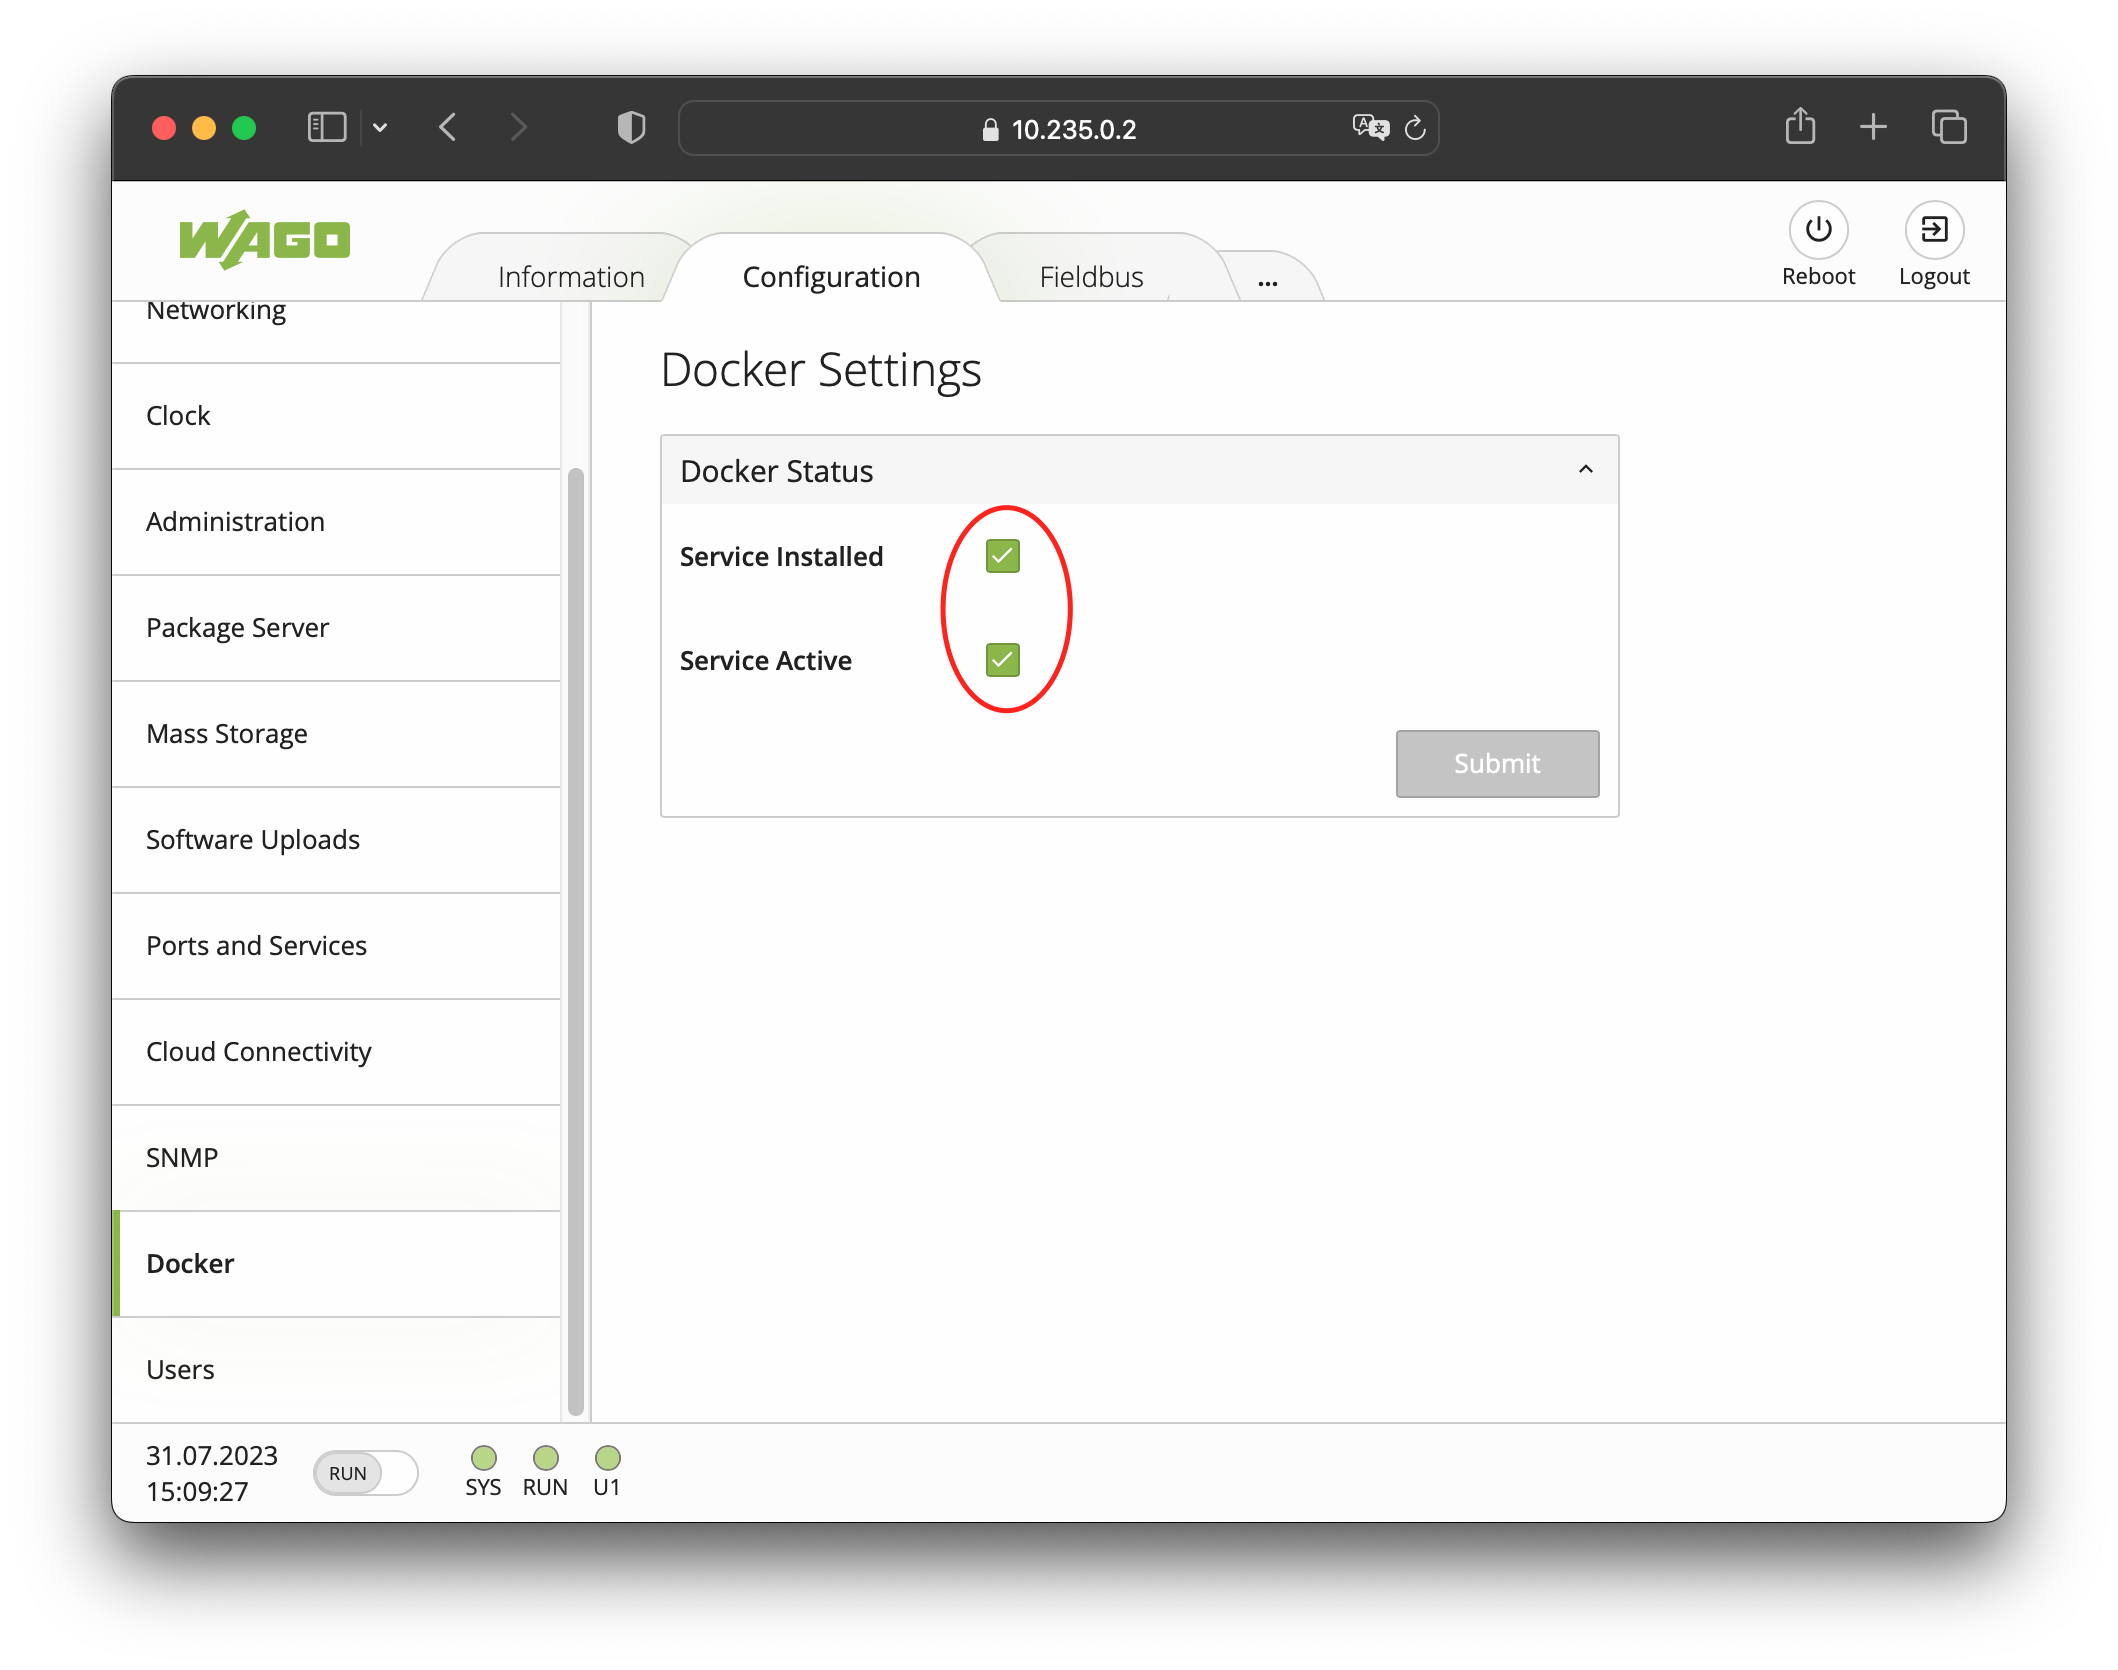 10.235.0.2
WAGO
Information
Configuration
Fieldbus
...
Reboot
Logout
Networking
Clock
Administration
Package Server
Mass Storage
Software Uploads
Ports and Services
Cloud Connectivity
SNMP
Docker
Users
Docker Settings
Docker Status
Service Installed
Service Active
Submit
31.07.2023
15:09:27
RUN
SYS
RUN
U1